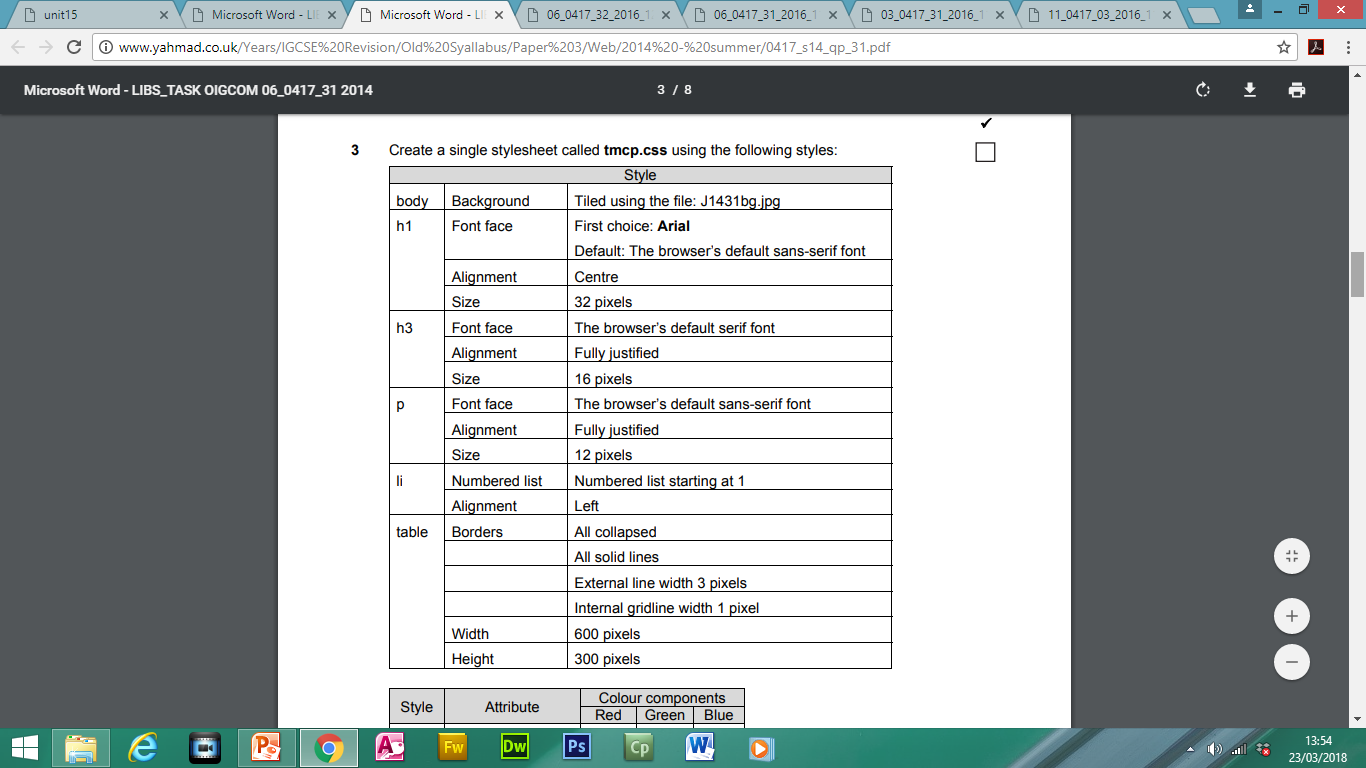 unit15
Microsoft Word - LI
Microsoft Word - LI
06_0417_32_2016_1
06_0417_31_2016_1
03_0417_31_2016_1
11_0417_03_2016_1
www.yahmad.co.uk/Years/IGCSE%20Revision/Old%20Syallabus/Paper%203/Web/2014%20-%20summer/0417_s14_qp_31.pdf
Microsoft Word - LIBS_TASK OIGCOM 06_0417_31 2014 3 / 8
✓
3 Create a single stylesheet called tmcp.css using the following styles:
Style
body Background Tiled using the file: J1431bg.jpg
h1 Font face First choice: Arial
Default: The browser's default sans-serif font
Alignment Centre
Size 32 pixels
h3 Font face The browser's default serif font
Alignment Fully justified
Size 16 pixels
p Font face The browser's default sans-serif font
Alignment Fully justified
Size 12 pixels
li Numbered list Numbered list starting at 1
Alignment Left
table Borders All collapsed
All solid lines
External line width 3 pixels
Internal gridline width 1 pixel
Width 600 pixels
Height 300 pixels
Style Attribute Colour components
Red Green Blue
Fw Dw Ps Cp
13:54
23/03/2018